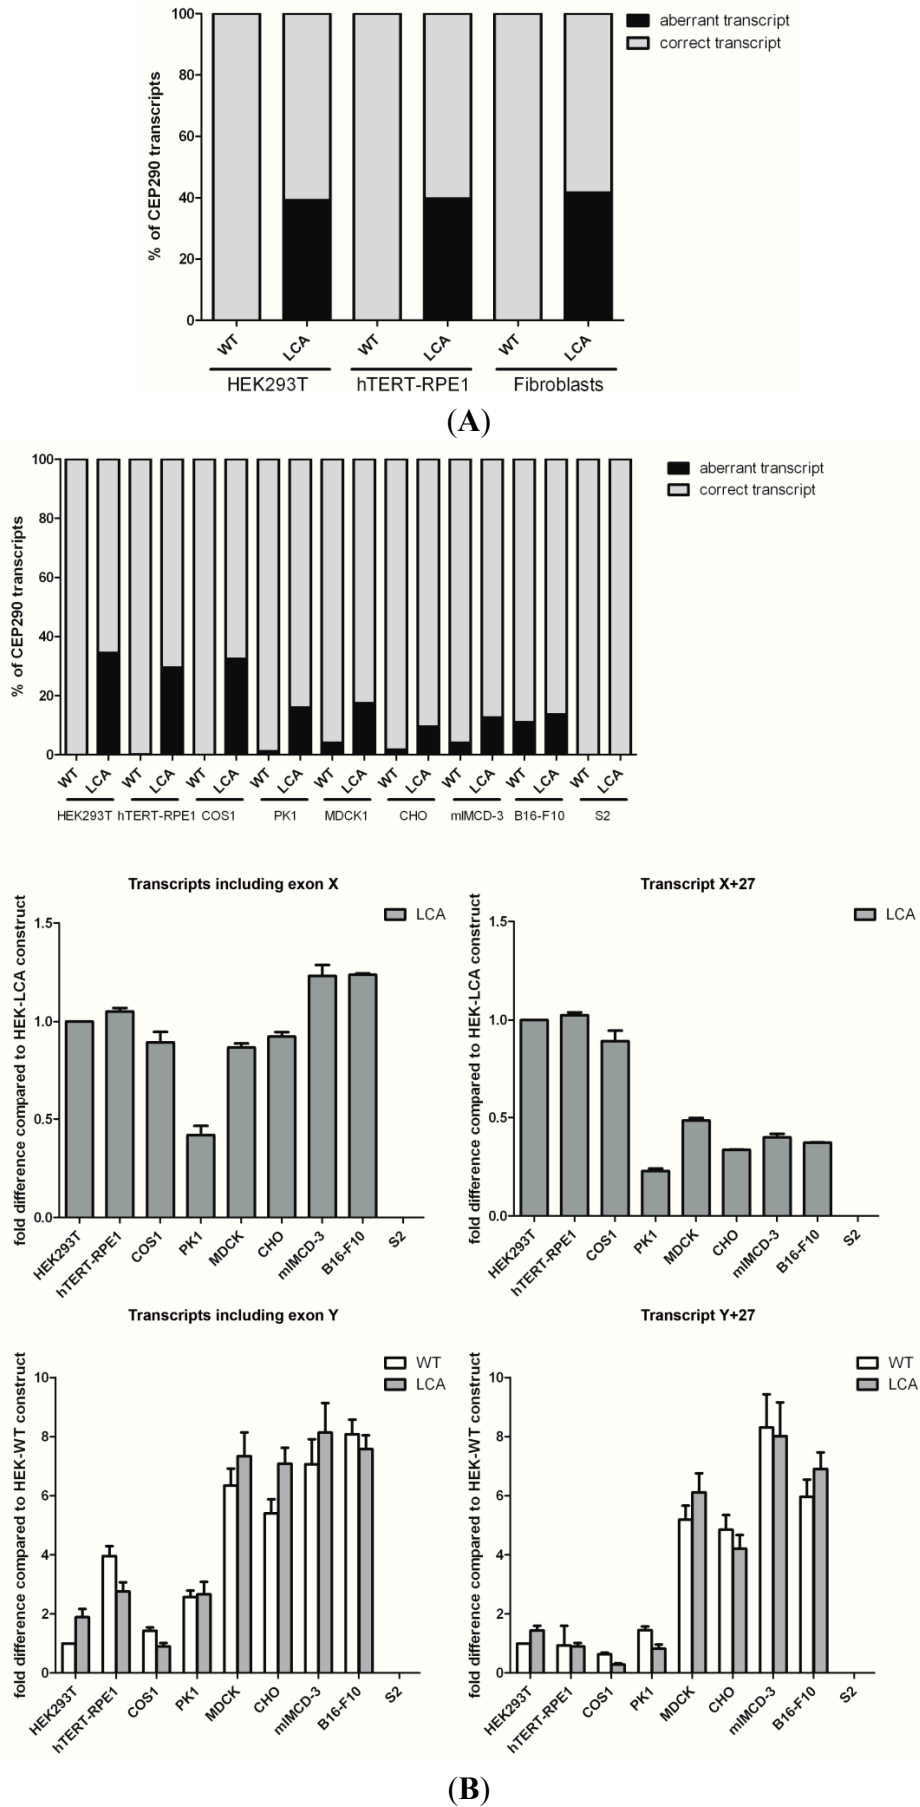 % of CEP290 transcripts
100
80
60
40
20
0
aberrant transcript
correct transcript
WT LCA WT LCA WT LCA
HEK293T hTERT-RPE1 Fibroblasts
(A)
% of CEP290 transcripts
100
80
60
40
20
0
aberrant transcript
correct transcript
WT LCA WT LCA WT LCA WT LCA WT LCA WT LCA WT LCA WT LCA WT LCA
HEK293T hTERT-RPE1 COS1 PK1 MDCK1 CHO mIMCD-3 B16-F10 S2
Transcripts including exon X
fold difference compared to HEK-LCA construct
LCA
1.5
1.0
0.5
0.0
HEK293T hTERT-RPE1 COS1 PK1 MDCK CHO mIMCD-3 B16-F10 S2
Transcript X+27
fold difference compared to HEK-LCA construct
LCA
1.5
1.0
0.5
0.0
HEK293T hTERT-RPE1 COS1 PK1 MDCK CHO mIMCD-3 B16-F10 S2
Transcripts including exon Y
fold difference compared to HEK-WT construct
WT
LCA
10
8
6
4
2
0
HEK293T hTERT-RPE1 COS1 PK1 MDCK CHO mIMCD-3 B16-F10 S2
Transcript Y+27
fold difference compared to HEK-WT construct
WT
LCA
10
8
6
4
2
0
HEK293T hTERT-RPE1 COS1 PK1 MDCK CHO mIMCD-3 B16-F10 S2
(B)